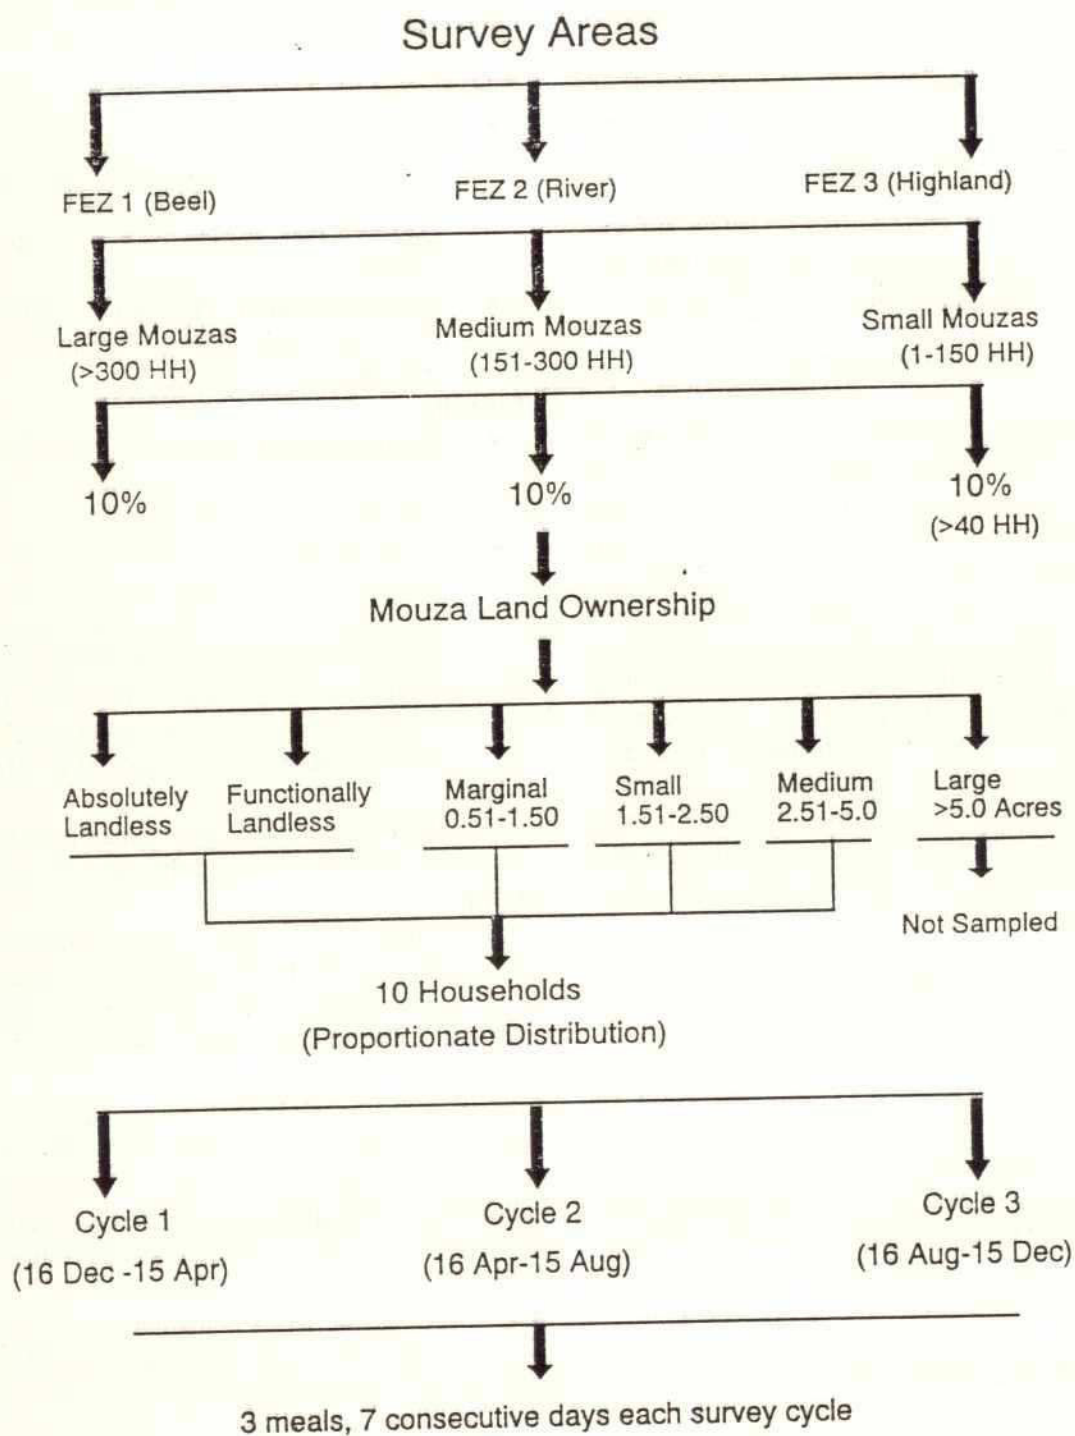 Survey Areas
FEZ 1 (Beel)
FEZ 2 (River)
FEZ 3 (Highland)
Large Mouzas
(>300 HH)
Medium Mouzas
(151-300 HH)
Small Mouzas
(1-150 HH)
10%
10%
10%
(>40 HH)
Mouza Land Ownership
Absolutely
Landless
Functionally
Landless
Marginal
0.51-1.50
Small
1.51-2.50
Medium
2.51-5.0
Large
>5.0 Acres
Not Sampled
10 Households
(Proportionate Distribution)
Cycle 1
(16 Dec -15 Apr)
Cycle 2
(16 Apr-15 Aug)
Cycle 3
(16 Aug-15 Dec)
3 meals, 7 consecutive days each survey cycle